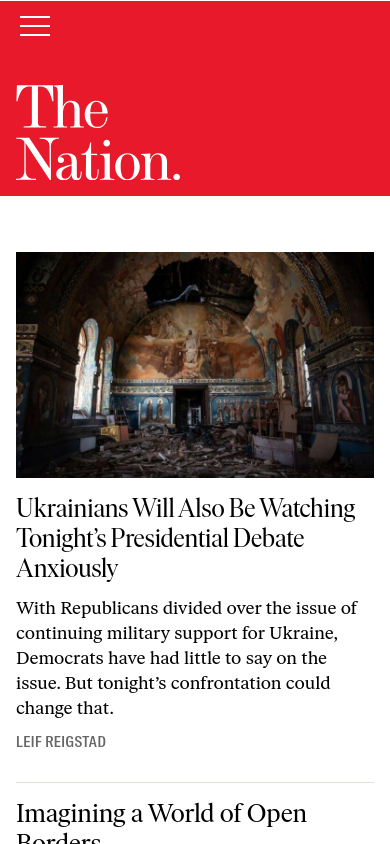 The
Nation.
Ukrainians Will Also Be Watching
Tonight’s Presidential Debate
Anxiously
With Republicans divided over the issue of
continuing military support for Ukraine,
Democrats have had little to say on the
issue. But tonight’s confrontation could
change that.
LEIF REIGSTAD
Imagining a World of Open
Borders